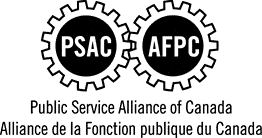 PSAC AFPC
Public Service Alliance of Canada
Alliance de la Fonction publique du Canada